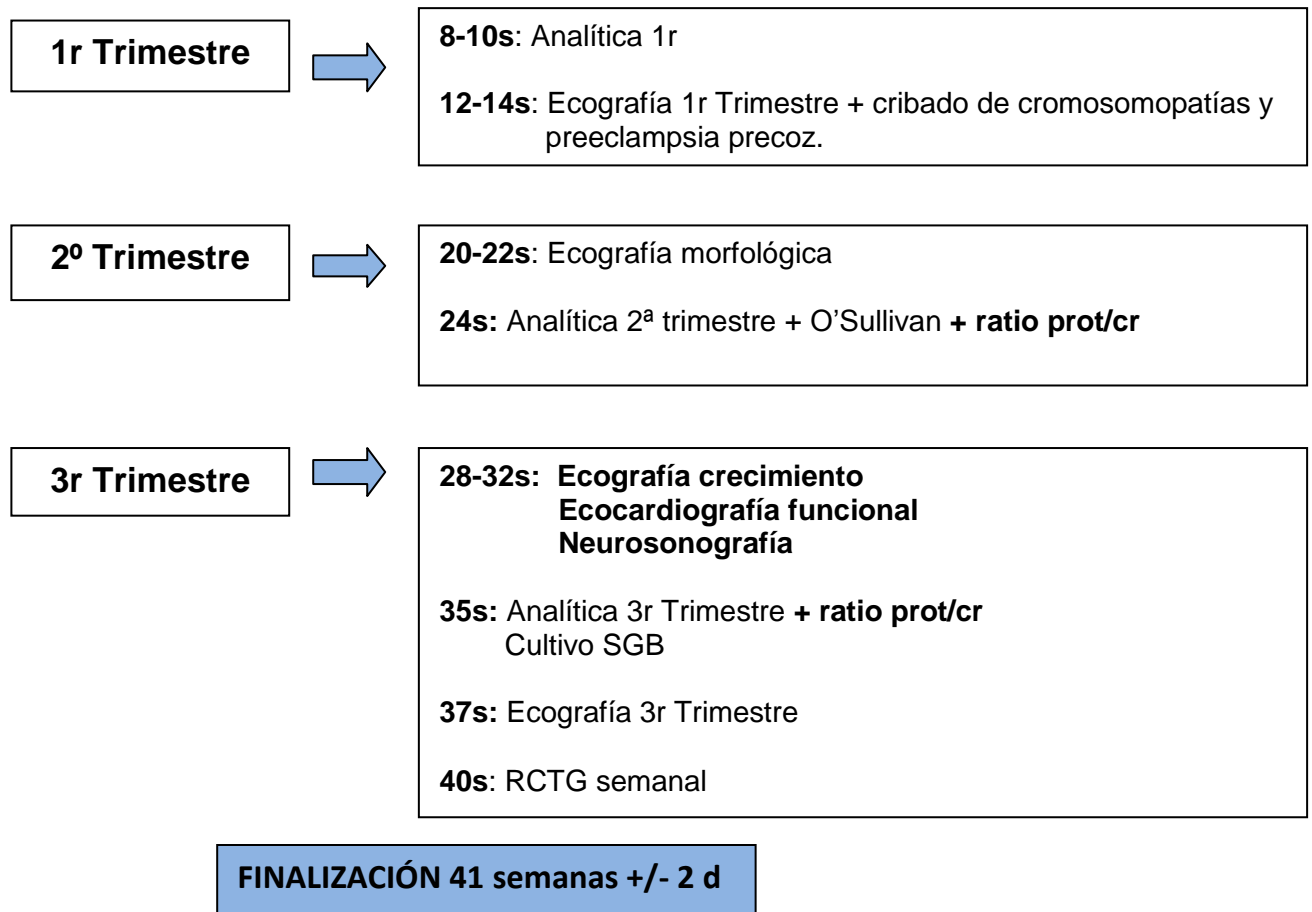 1r Trimestre
8-10s: Analítica 1r
12-14s: Ecografía 1r Trimestre + cribado de cromosomopatías y
preeclampsia precoz.
2º Trimestre
20-22s: Ecografía morfológica
24s: Analítica 2ª trimestre + O’Sullivan + ratio prot/cr
3r Trimestre
28-32s: Ecografía crecimiento
Ecocardiografía funcional
Neurosonografía
35s: Analítica 3r Trimestre + ratio prot/cr
Cultivo SGB
37s: Ecografía 3r Trimestre
40s: RCTG semanal
FINALIZACIÓN 41 semanas +/- 2 d